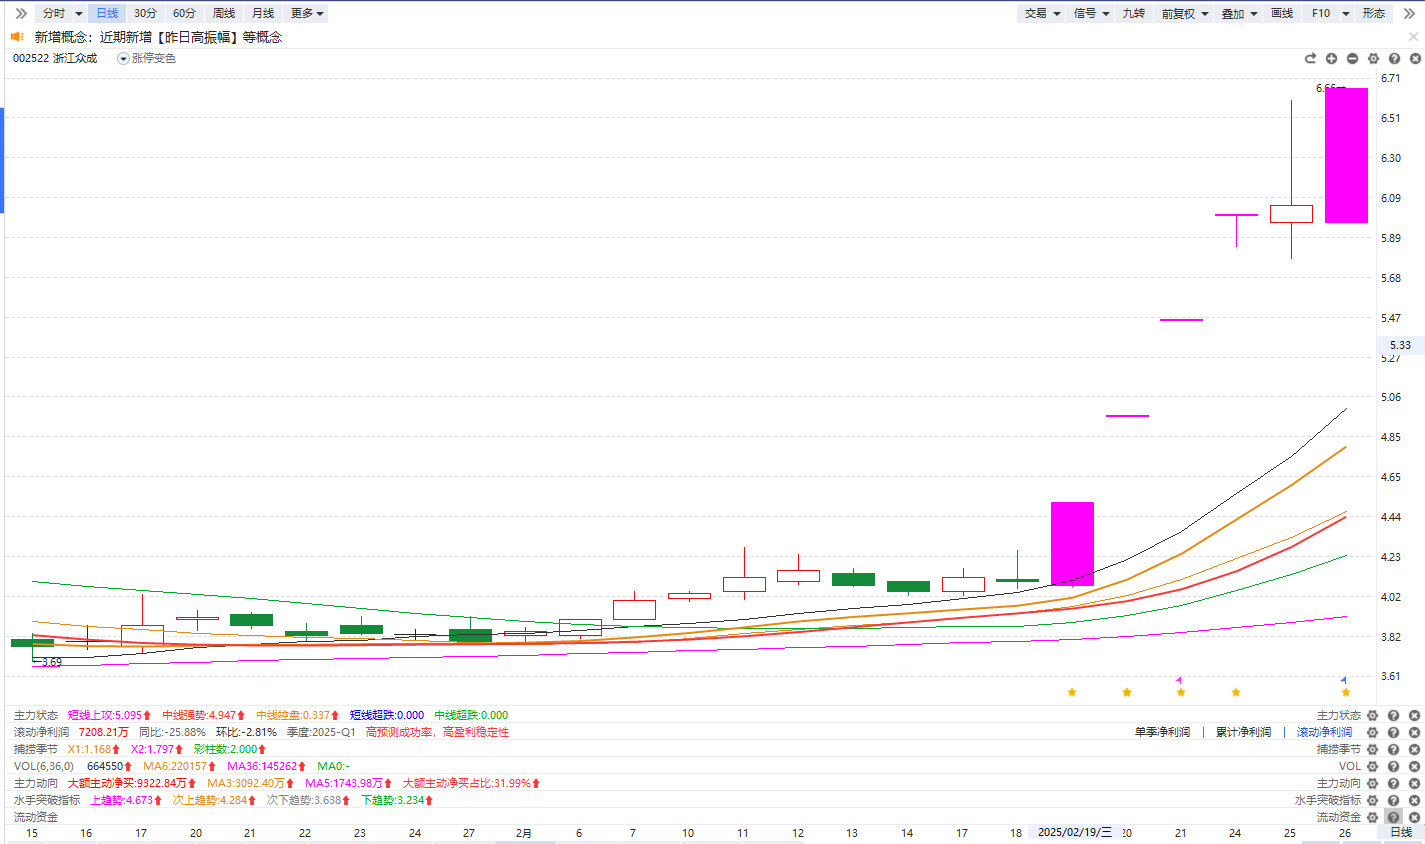 分时 日线 30分 60分 周线 月线 更多 交易 信号 九转 前复权 叠加 画线 F10 形态
新增概念：近期新增【昨日高振幅】等概念
002522 浙江众成 涨停变色
6.71
6.66→
6.51
6.30
6.09
5.89
5.68
5.47
5.33
5.27
5.06
4.85
4.65
4.44
4.23
4.02
3.82
←3.69
3.61
主力状态 短线上攻:5.095 中线强势:4.947 中线控盘:0.337 短线超跌:0.000 中线超跌:0.000 主力状态
滚动净利润 7208.21万 同比:-25.88% 环比:-2.81% 季度:2025-Q1 高预测成功率，高盈利稳定性 单季净利润 | 累计净利润 | 滚动净利润
捕捞季节 X1:1.168 X2:1.797 彩柱数:2.000 捕捞季节
VOL(6,36,0) 664550 MA6:220157 MA36:145262 MA0:- VOL
主力动向 大额主动净买:9322.84万 MA3:3092.40万 MA5:1743.98万 大额主动净买占比:31.99% 主力动向
水手突破指标 上趋势:4.673 次上趋势:4.284 次下趋势:3.638 下趋势:3.234 水手突破指标
流动资金 流动资金
15 16 17 20 21 22 23 24 27 2月 6 7 10 11 12 13 14 17 18 2025/02/19/三 20 21 24 25 26 日线